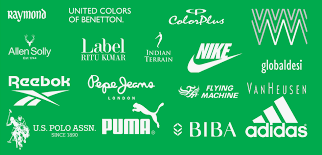 Raymond
UNITED COLORS
OF BENETTON.
ColorPlus
Allen Solly
Label
RITU KUMAR
INDIAN
TERRAIN
NIKE
W
globaldesi
Reebok
Pepe Jeans
LONDON
FLYING
MACHINE
VANHEUSEN
U.S. POLO ASSN.
SINCE 1890
PUMA
BIBA
adidas